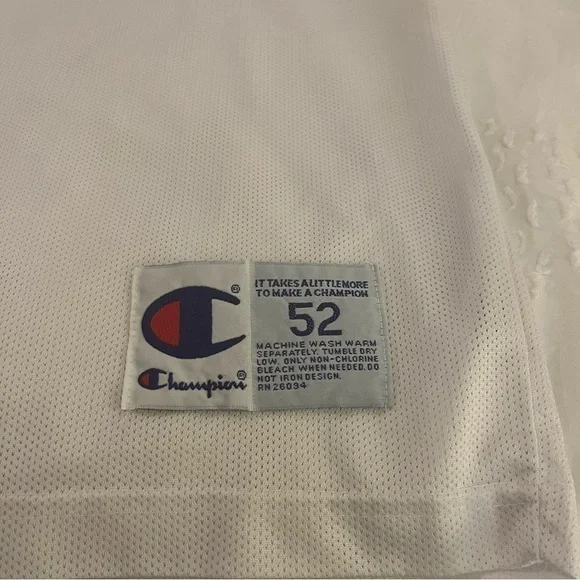 ®
IT TAKES A LITTLE MORE
TO MAKE A CHAMPION
52
MACHINE WASH WARM
SEPARATELY. TUMBLE DRY
LOW. ONLY NON-CHLORINE
BLEACH WHEN NEEDED. DO
NOT IRON DESIGN.
RN 26094
Champion®